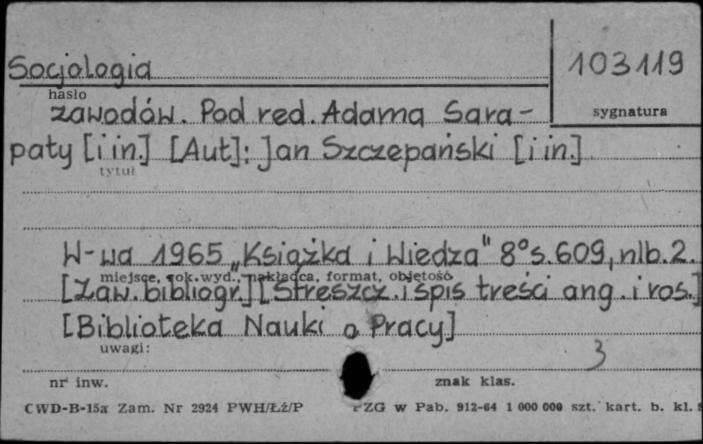 Socjologia 103119
hasło
zawodów. Pod red. Adama Sara- sygnatura
paty [i in.] [Aut]: Jan Szczepański [i in.]
tytuł
W-wa 1965 „Książka i Wiedza" 8° s. 609, nlb. 2.
miejsce, rok wyd., nakładca, format, objętość
[Zaw. bibliogr.] [Streszcz. i spis treści ang. i ros.]
[Biblioteka Nauki o Pracy]
uwagi: 3
nr inw. znak klas.
CWD-B-15a Zam. Nr 2924 PWH/Łż/P PZG w Pab. 912-64 1 000 000 szt. kart. b. kl.